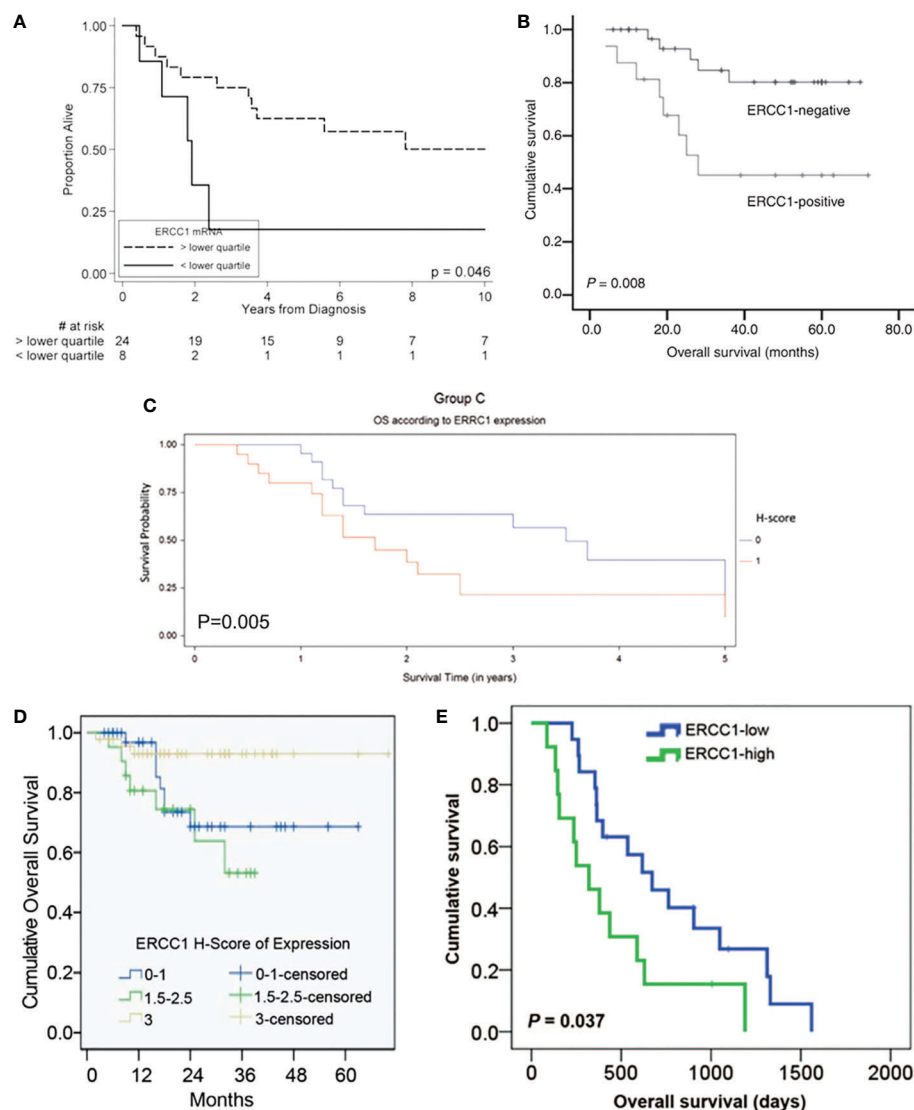 A
1.00
0.75
0.50
0.25
0.00
Proportion Alive
ERCC1 mRNA
> lower quartile
< lower quartile
p = 0.046
0 2 4 6 8 10
Years from Diagnosis
# at risk
> lower quartile 24 19 15 9 7 7
< lower quartile 8 2 1 1 1 1
B
1.0
0.8
0.6
0.4
0.2
0.0
Cumulative survival
ERCC1-negative
ERCC1-positive
P = 0.008
0.0 20.0 40.0 60.0 80.0
Overall survival (months)
C
Group C
OS according to ERRC1 expression
1.00
0.75
0.50
0.25
0.00
Survival Probability
P=0.005
H-score
0
1
0 1 2 3 4 5
Survival Time (in years)
D
1.0
0.8
0.6
0.4
0.2
0.0
Cumulative Overall Survival
ERCC1 H-Score of Expression
0-1 0-1-censored
1.5-2.5 1.5-2.5-censored
3 3-censored
0 12 24 36 48 60
Months
E
1.0
0.8
0.6
0.4
0.2
0.0
Cumulative survival
ERCC1-low
ERCC1-high
P = 0.037
0 500 1000 1500 2000
Overall survival (days)